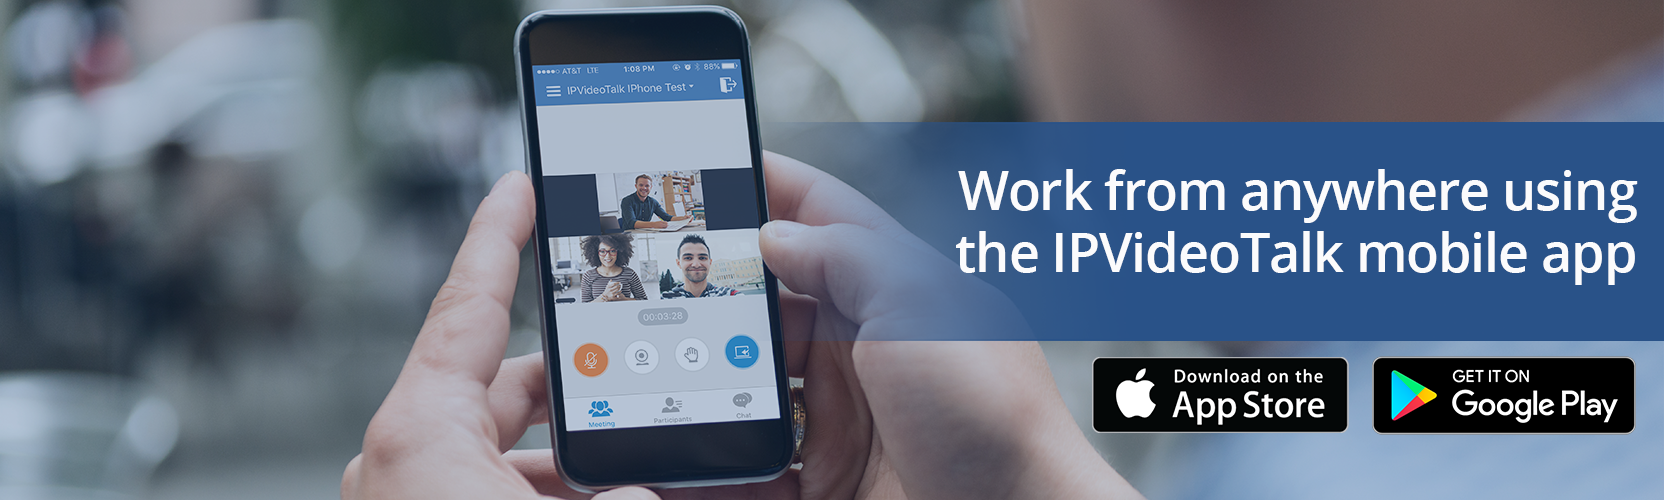 AT&T LTE 1:08 PM 88%
IPVideoTalk IPhone Test
00:03:28
Meeting Participants Chat
Work from anywhere using
the IPVideoTalk mobile app
Download on the
App Store
GET IT ON
Google Play